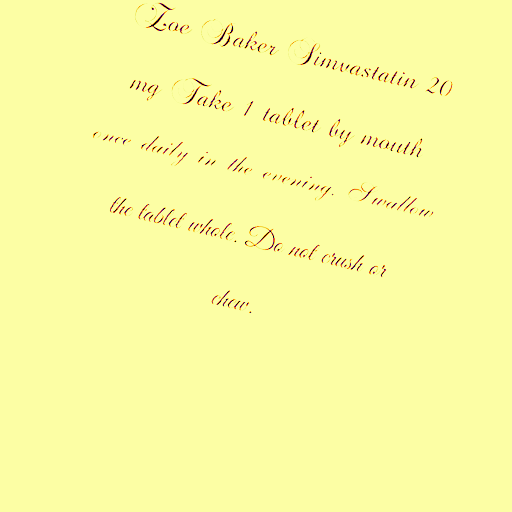 Zoe Baker Simvastatin 20
mg Take 1 tablet by mouth
once daily in the evening. Swallow
the tablet whole. Do not crush or
chew.